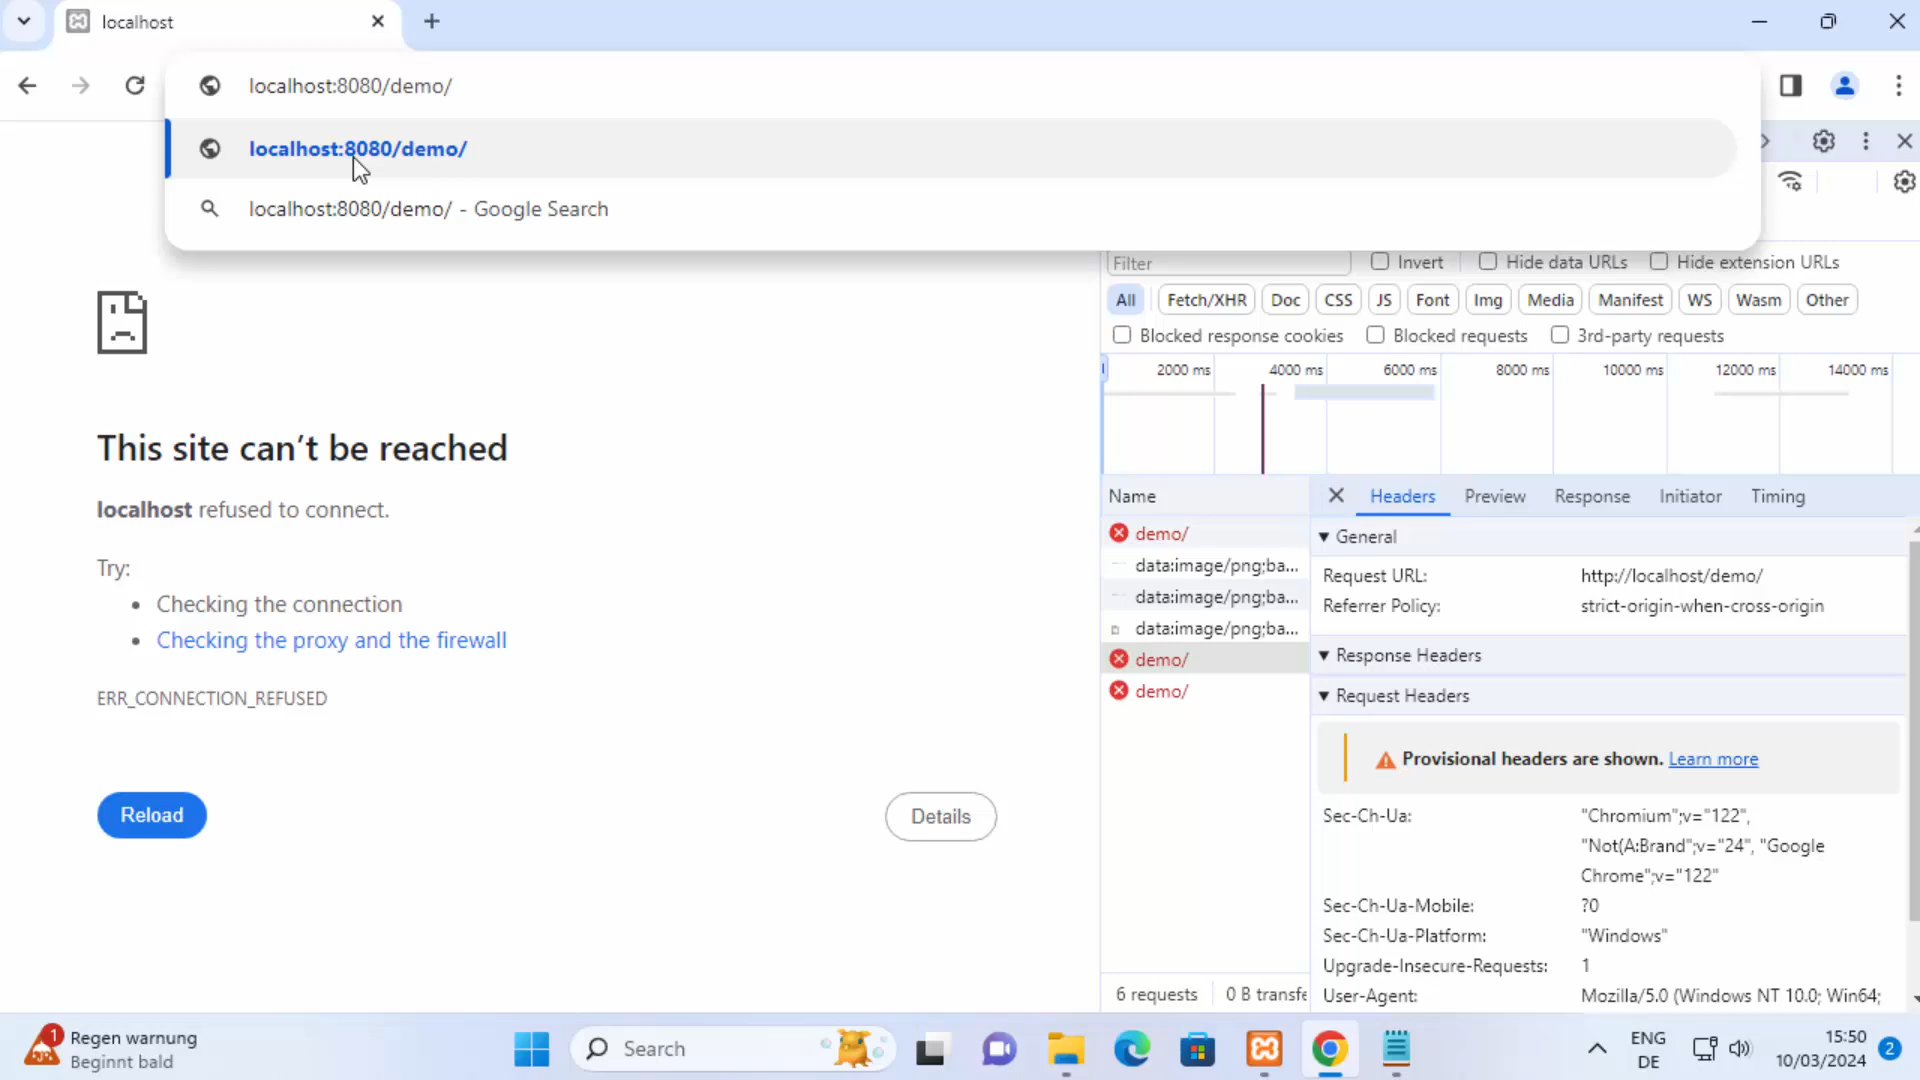 localhost
localhost:8080/demo/
localhost:8080/demo/
localhost:8080/demo/ - Google Search
Filter
Invert
Hide data URLs
Hide extension URLs
All
Fetch/XHR
Doc
CSS
JS
Font
Img
Media
Manifest
WS
Wasm
Other
Blocked response cookies
Blocked requests
3rd-party requests
2000 ms
4000 ms
6000 ms
8000 ms
10000 ms
12000 ms
14000 ms
This site can't be reached
localhost refused to connect.
Try:
Checking the connection
Checking the proxy and the firewall
ERR_CONNECTION_REFUSED
Reload
Details
Name
demo/
data:image/png;ba...
data:image/png;ba...
data:image/png;ba...
demo/
demo/
Headers
Preview
Response
Initiator
Timing
General
Request URL: http://localhost/demo/
Referrer Policy: strict-origin-when-cross-origin
Response Headers
Request Headers
Provisional headers are shown. Learn more
Sec-Ch-Ua: "Chromium";v="122",
"Not(A:Brand";v="24", "Google
Chrome";v="122"
Sec-Ch-Ua-Mobile: ?0
Sec-Ch-Ua-Platform: "Windows"
Upgrade-Insecure-Requests: 1
User-Agent: Mozilla/5.0 (Windows NT 10.0; Win64;
6 requests
0 B transfe
1
Regen warnung
Beginnt bald
Search
ENG
DE
15:50
10/03/2024
2